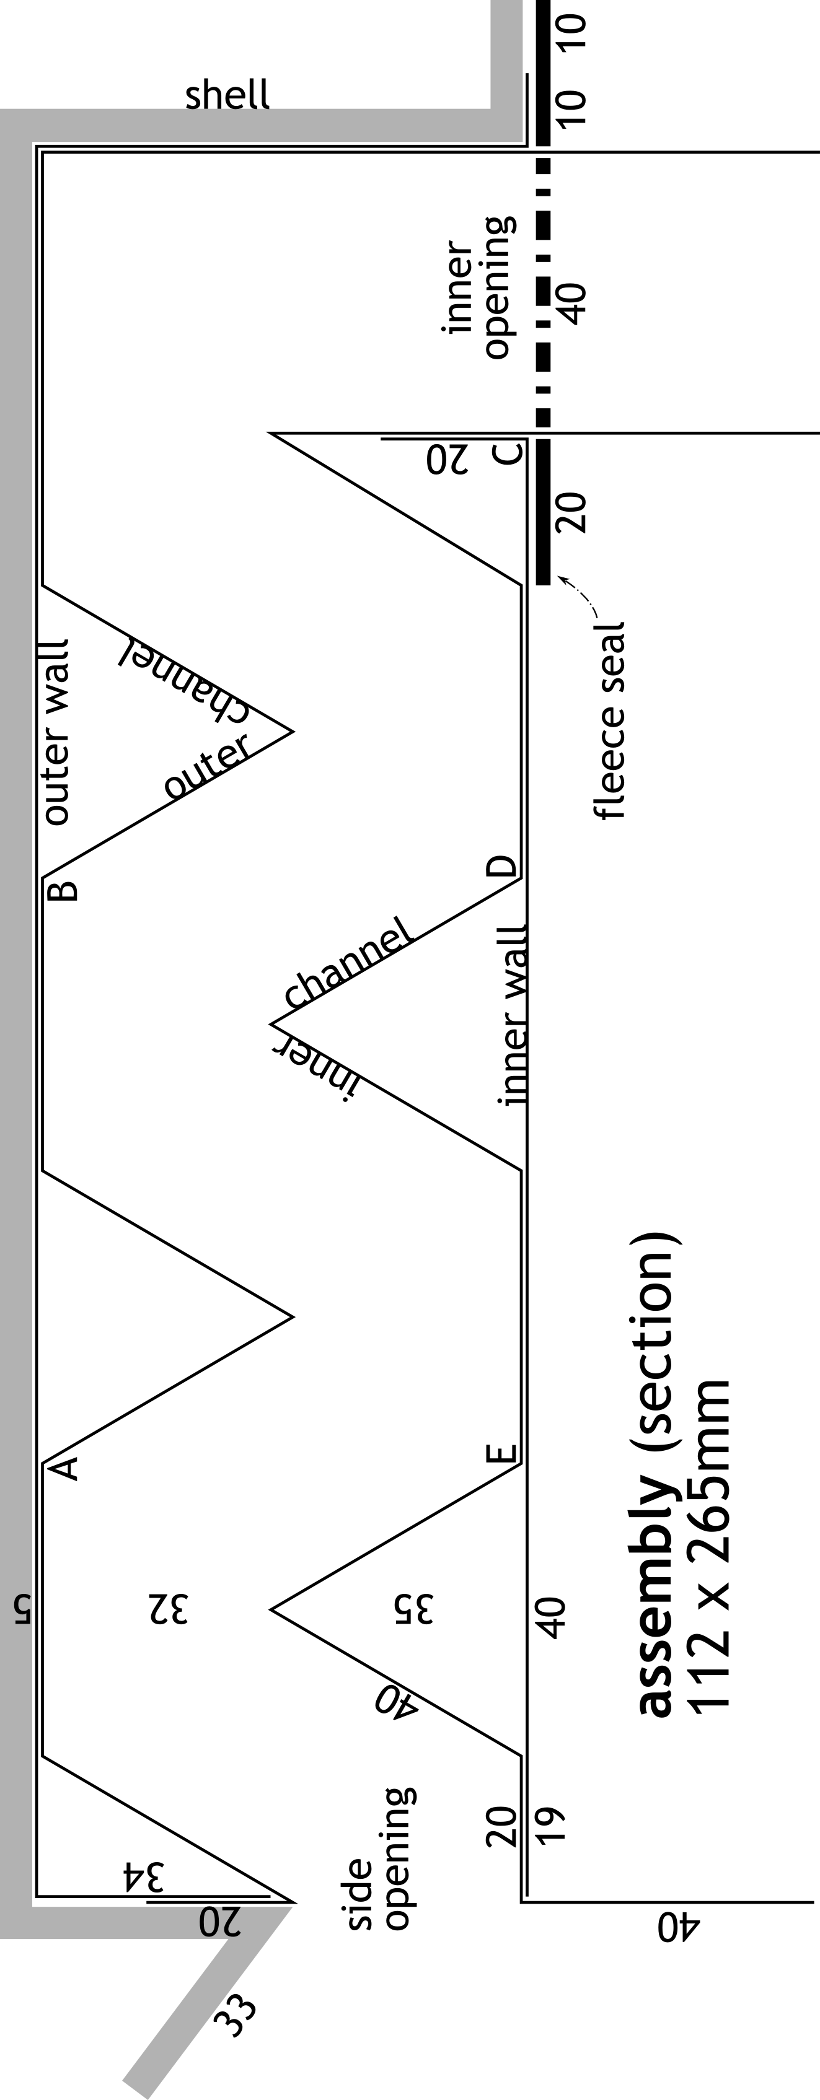 shell
10
10
inner
opening
40
20
C
20
fleece seal
outer wall
channel
outer
B
D
channel
inner
inner wall
A
E
5
32
35
40
40
assembly (section)
112 x 265mm
34
20
side
opening
20
19
40
33